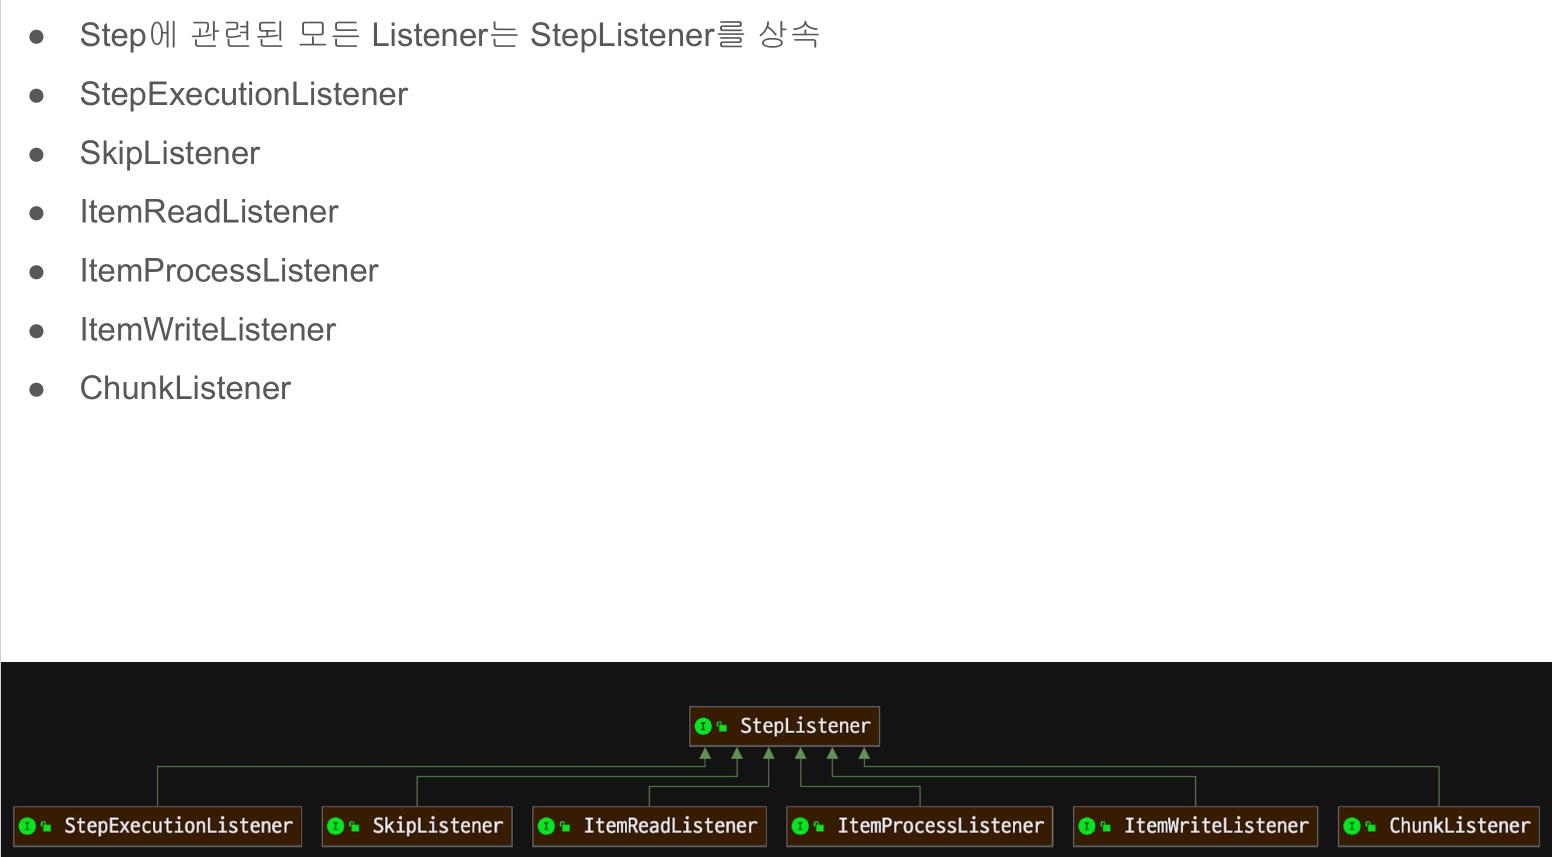 ● Step에 관련된 모든 Listener는 StepListener를 상속
● StepExecutionListener
● SkipListener
● ItemReadListener
● ItemProcessListener
● ItemWriteListener
● ChunkListener
StepListener
StepExecutionListener
SkipListener
ItemReadListener
ItemProcessListener
ItemWriteListener
ChunkListener